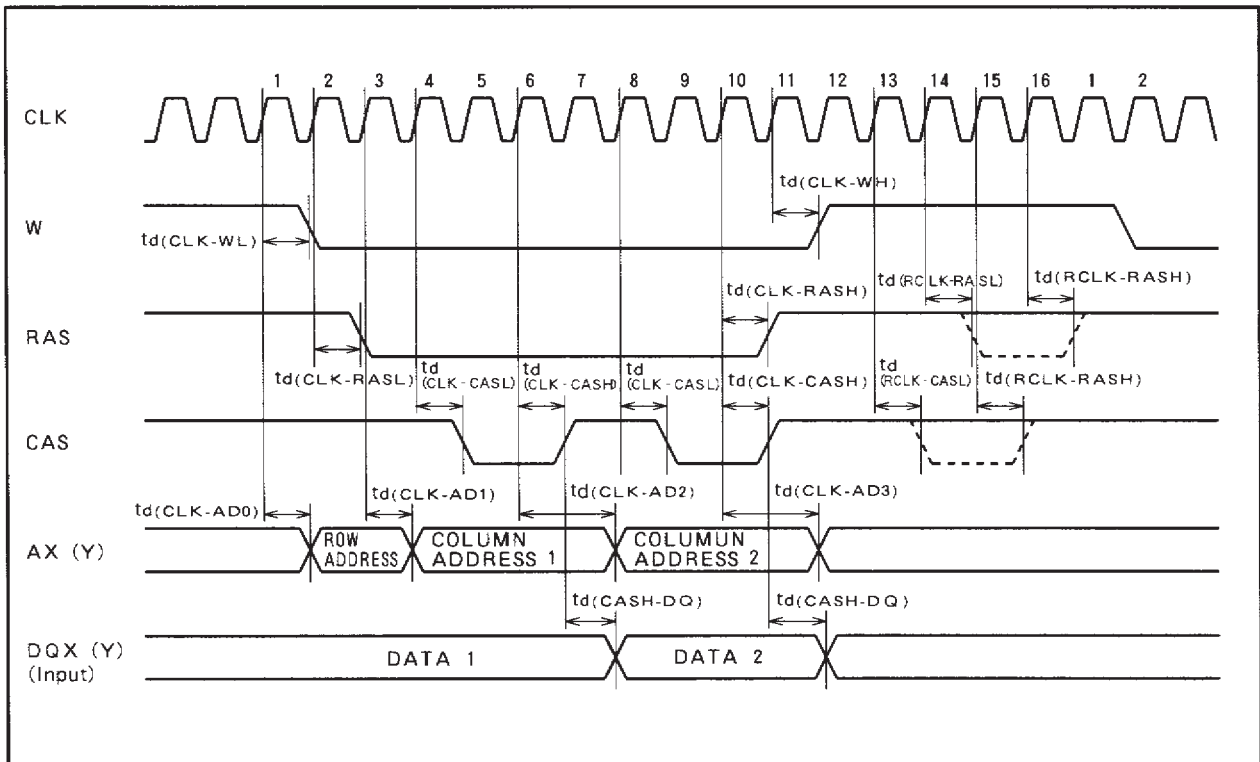 1 2 3 4 5 6 7 8 9 10 11 12 13 14 15 16 1 2
CLK
td(CLK-WH)
W
td(CLK-WL)
td(RCLK-RASL)
td(RCLK-RASH)
td(CLK-RASH)
RAS
td(CLK-RASL)
td
(CLK-CASL)
td
(CLK-CASH)
td
(CLK-CASL)
td(CLK-CASH)
td
(RCLK-CASL)
td(RCLK-RASH)
CAS
td(CLK-AD0)
td(CLK-AD1)
td(CLK-AD2)
td(CLK-AD3)
AX (Y)
ROW
ADDRESS
COLUMN
ADDRESS 1
COLUMUN
ADDRESS 2
td(CASH-DQ)
td(CASH-DQ)
DQX (Y)
(Input)
DATA 1
DATA 2